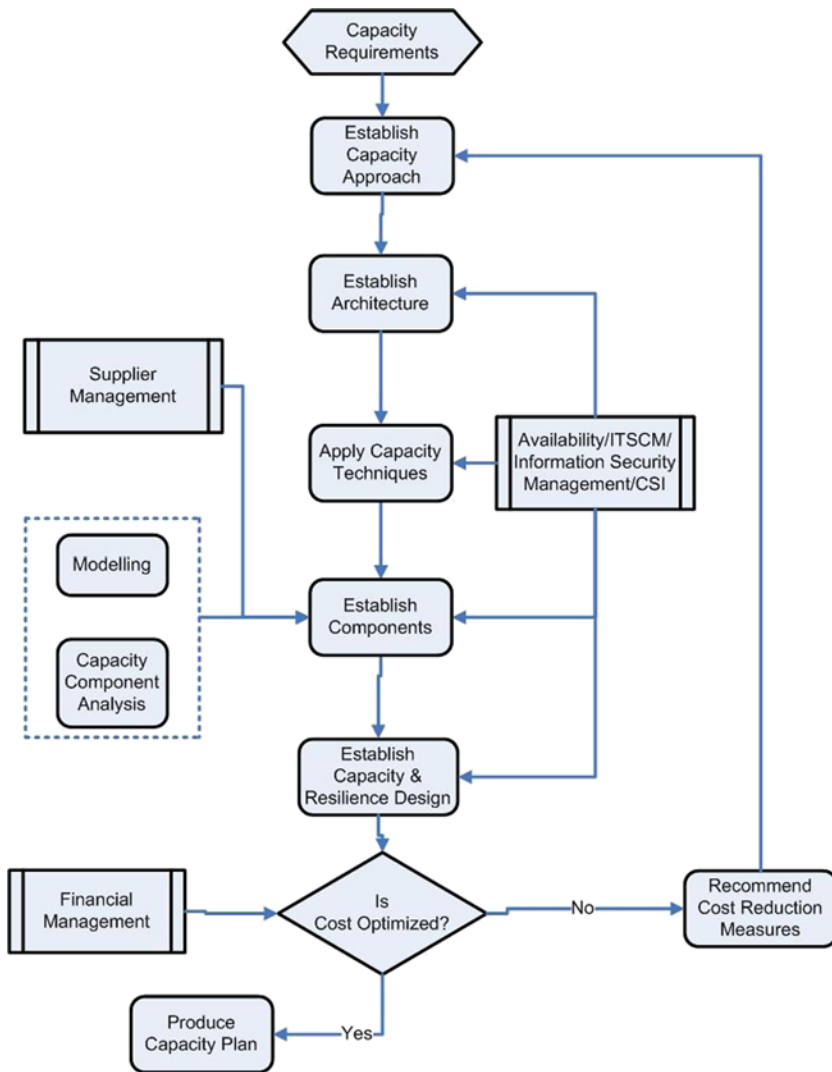 Capacity
Requirements
Establish
Capacity
Approach
Establish
Architecture
Supplier
Management
Apply Capacity
Techniques
Availability/ITSCM/
Information Security
Management/CSI
Modelling
Establish
Components
Capacity
Component
Analysis
Establish
Capacity &
Resilience Design
Financial
Management
Is
Cost Optimized?
No
Recommend
Cost Reduction
Measures
Produce
Capacity Plan
Yes